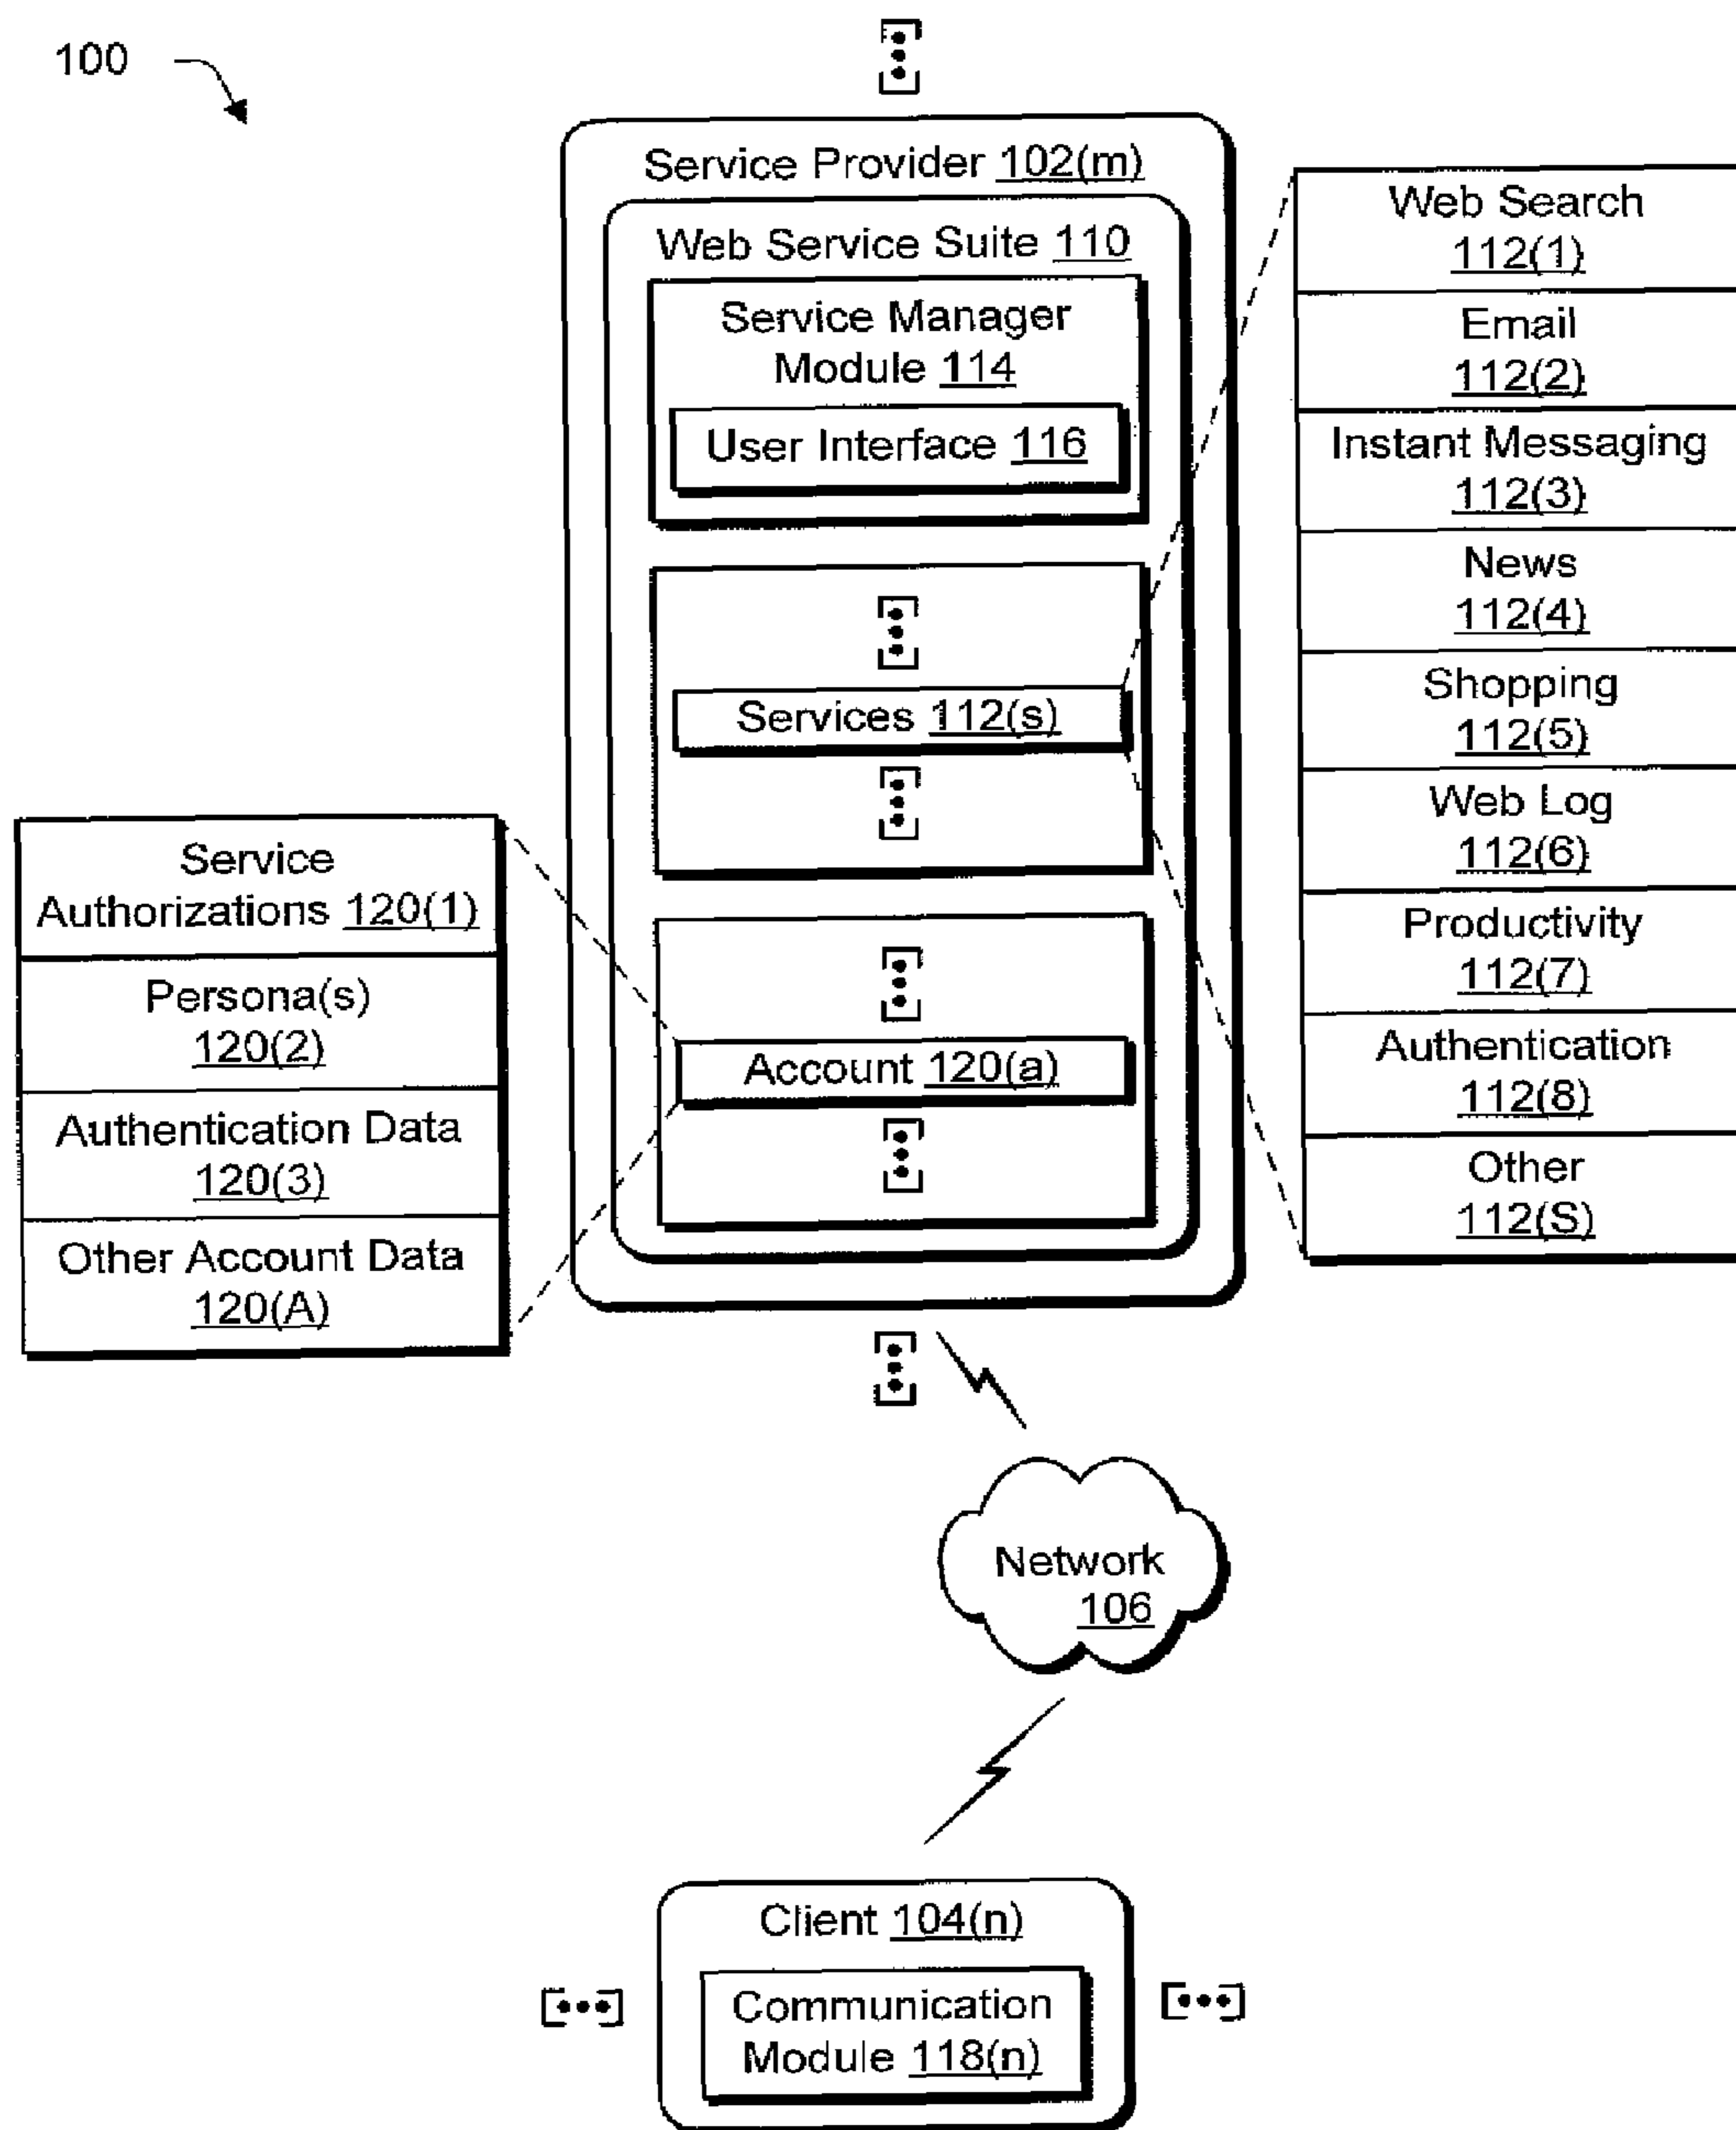 100
Service Provider 102(m)
Web Service Suite 110
Service Manager
Module 114
User Interface 116
Services 112(s)
Account 120(a)
Web Search
112(1)
Email
112(2)
Instant Messaging
112(3)
News
112(4)
Shopping
112(5)
Web Log
112(6)
Productivity
112(7)
Authentication
112(8)
Other
112(S)
Service
Authorizations 120(1)
Persona(s)
120(2)
Authentication Data
120(3)
Other Account Data
120(A)
Network
106
Client 104(n)
Communication
Module 118(n)